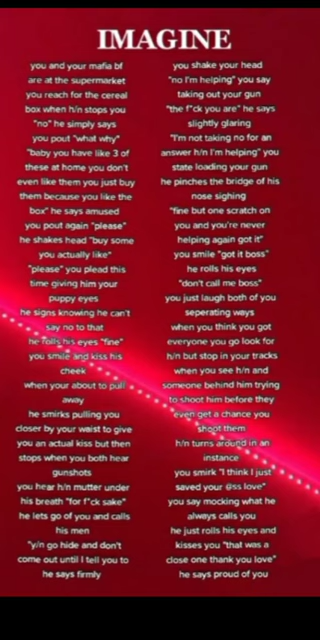 IMAGINE
you and your mafia bf
are at the supermarket
you reach for the cereal
box when h/n stops you
"no" he simply says
you pout "what why"
"baby you have like 3 of
these at home you don't
even like them you just buy
them because you like the
box" he says amused
you pout again "please"
he shakes head "buy some
you actually like"
"please" you plead this
time giving him your
puppy eyes
he signs knowing he can't
say no to that
he rolls his eyes "fine"
you smile and kiss his
cheek
when your about to pull
away
he smirks pulling you
closer by your waist to give
you an actual kiss but then
stops when you both hear
gunshots
you hear h/n mutter under
his breath "for f*ck sake"
he lets go of you and calls
his men
"y/n go hide and don't
come out until I tell you to
he says firmly
you shake your head
"no I'm helping" you say
taking out your gun
"the f*ck you are" he says
slightly glaring
"I'm not taking no for an
answer h/n I'm helping" you
state loading your gun
he pinches the bridge of his
nose sighing
"fine but one scratch on
you and you're never
helping again got it"
you smile "got it boss"
he rolls his eyes
"don't call me boss"
you just laugh both of you
seperating ways
when you think you got
everyone you go look for
h/n but stop in your tracks
when you see h/n and
someone behind him trying
to shoot him before they
even get a chance you
shoot them
h/n turns around in an
instance
you smirk "I think I just
saved your @ss love"
you say mocking what he
always calls you
he just rolls his eyes and
kisses you "that was a
close one thank you love"
he says proud of you